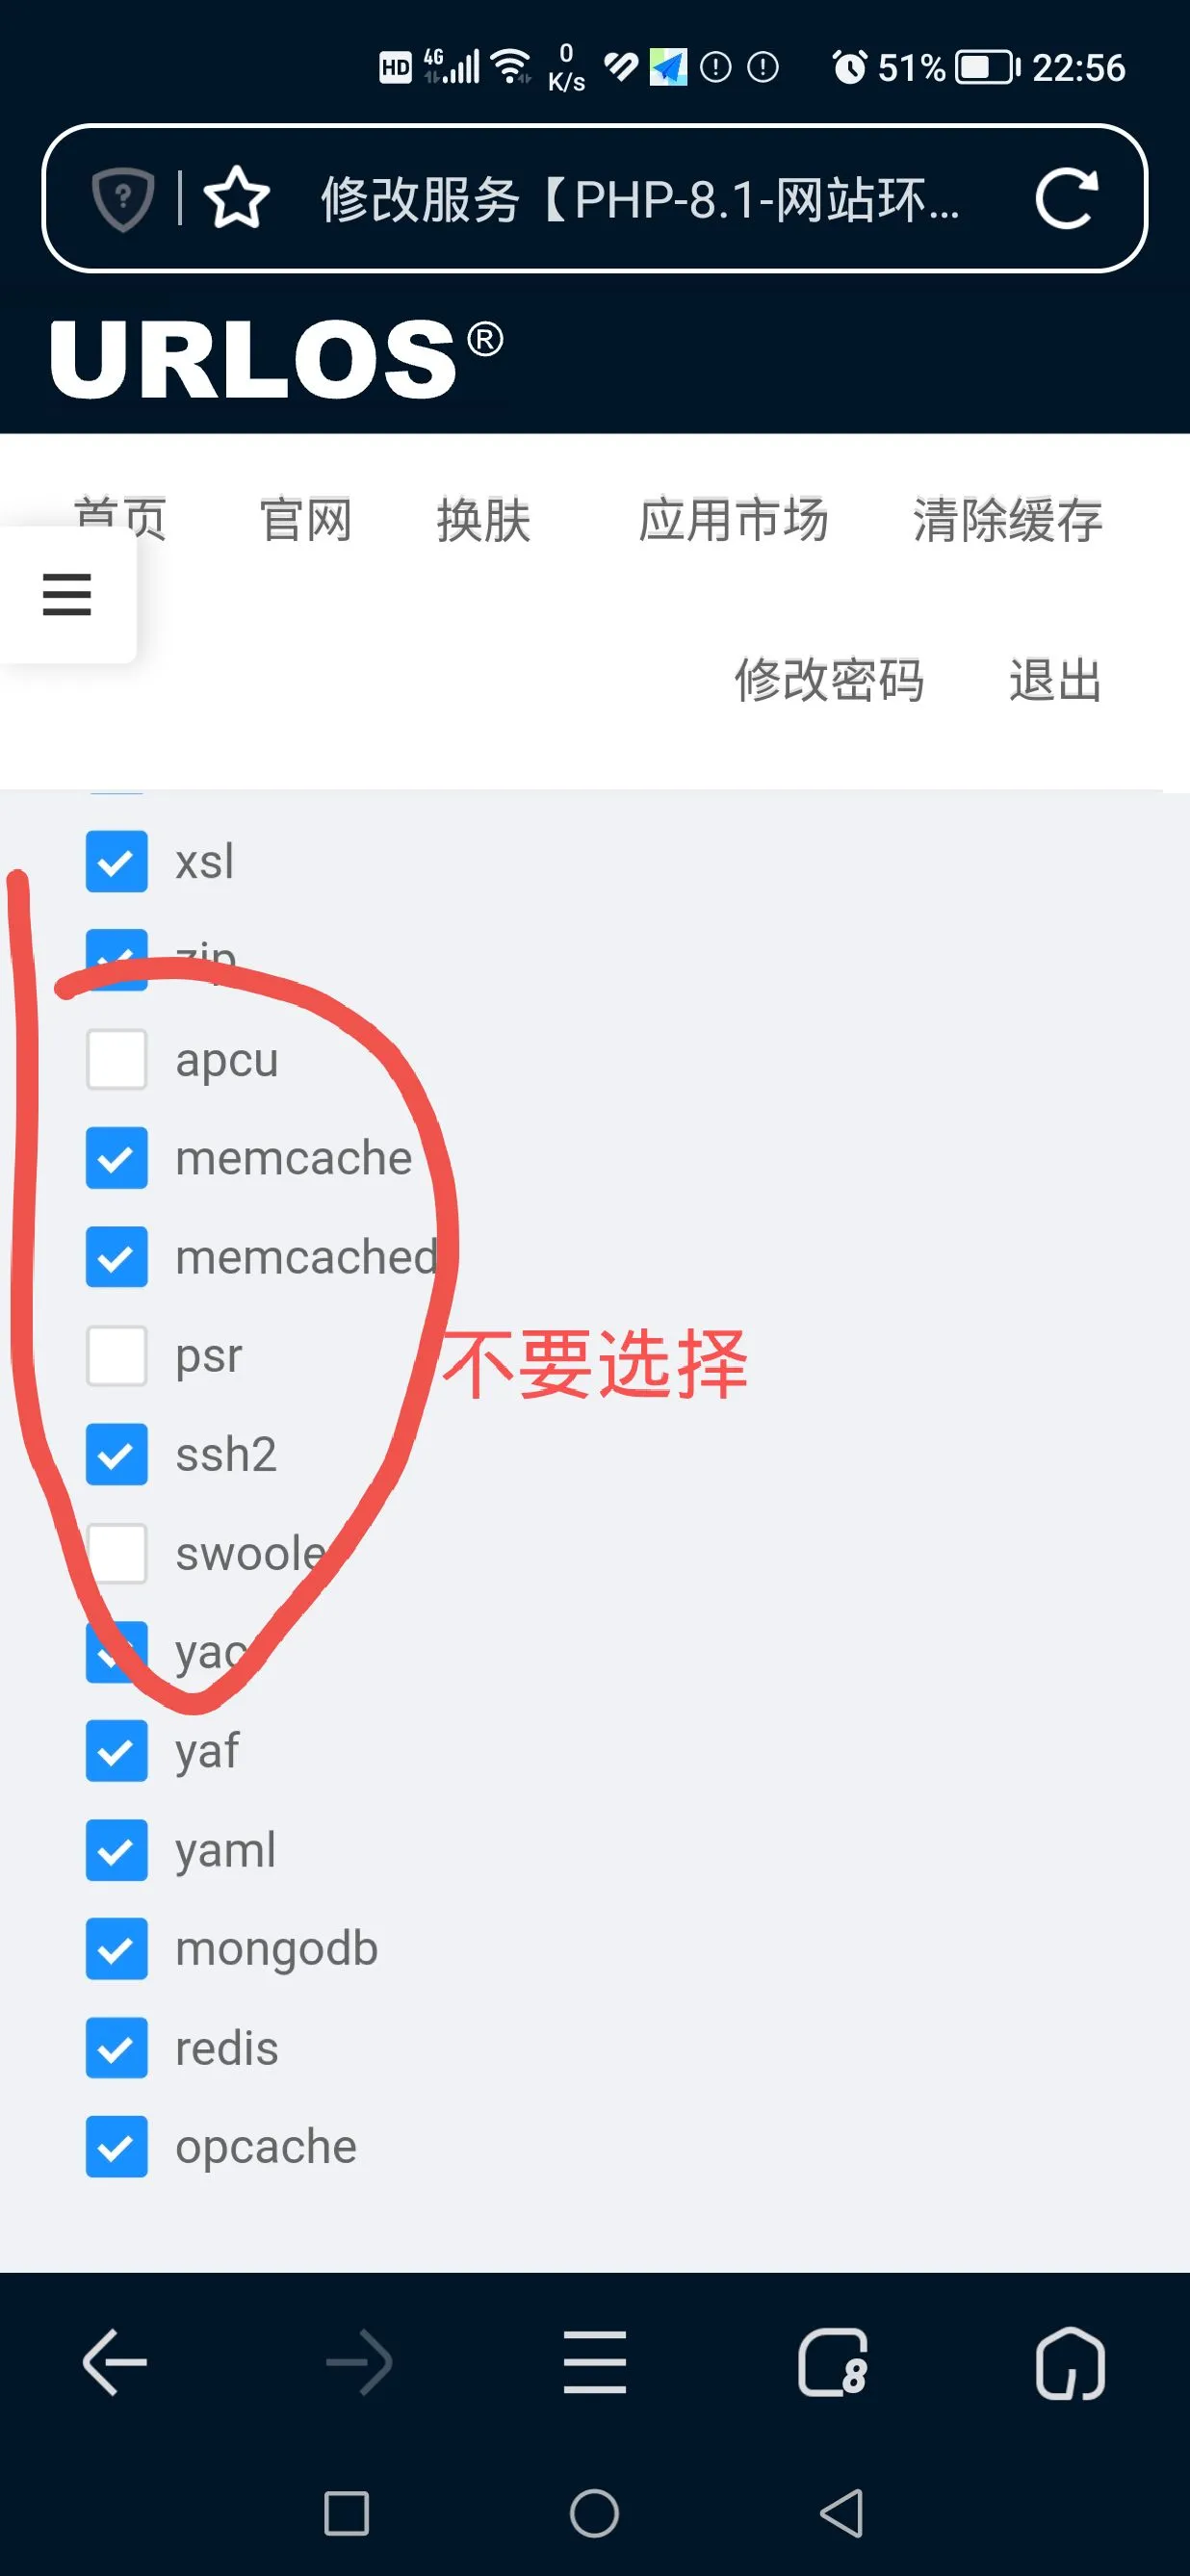 HD 4G 0 K/s 51% 22:56
修改服务【PHP-8.1-网站环...
URLOS®
首页 官网 换肤 应用市场 清除缓存
修改密码 退出
xsl
zip
apcu
memcache
memcached
psr
不要选择
ssh2
swoole
yac
yaf
yaml
mongodb
redis
opcache
8